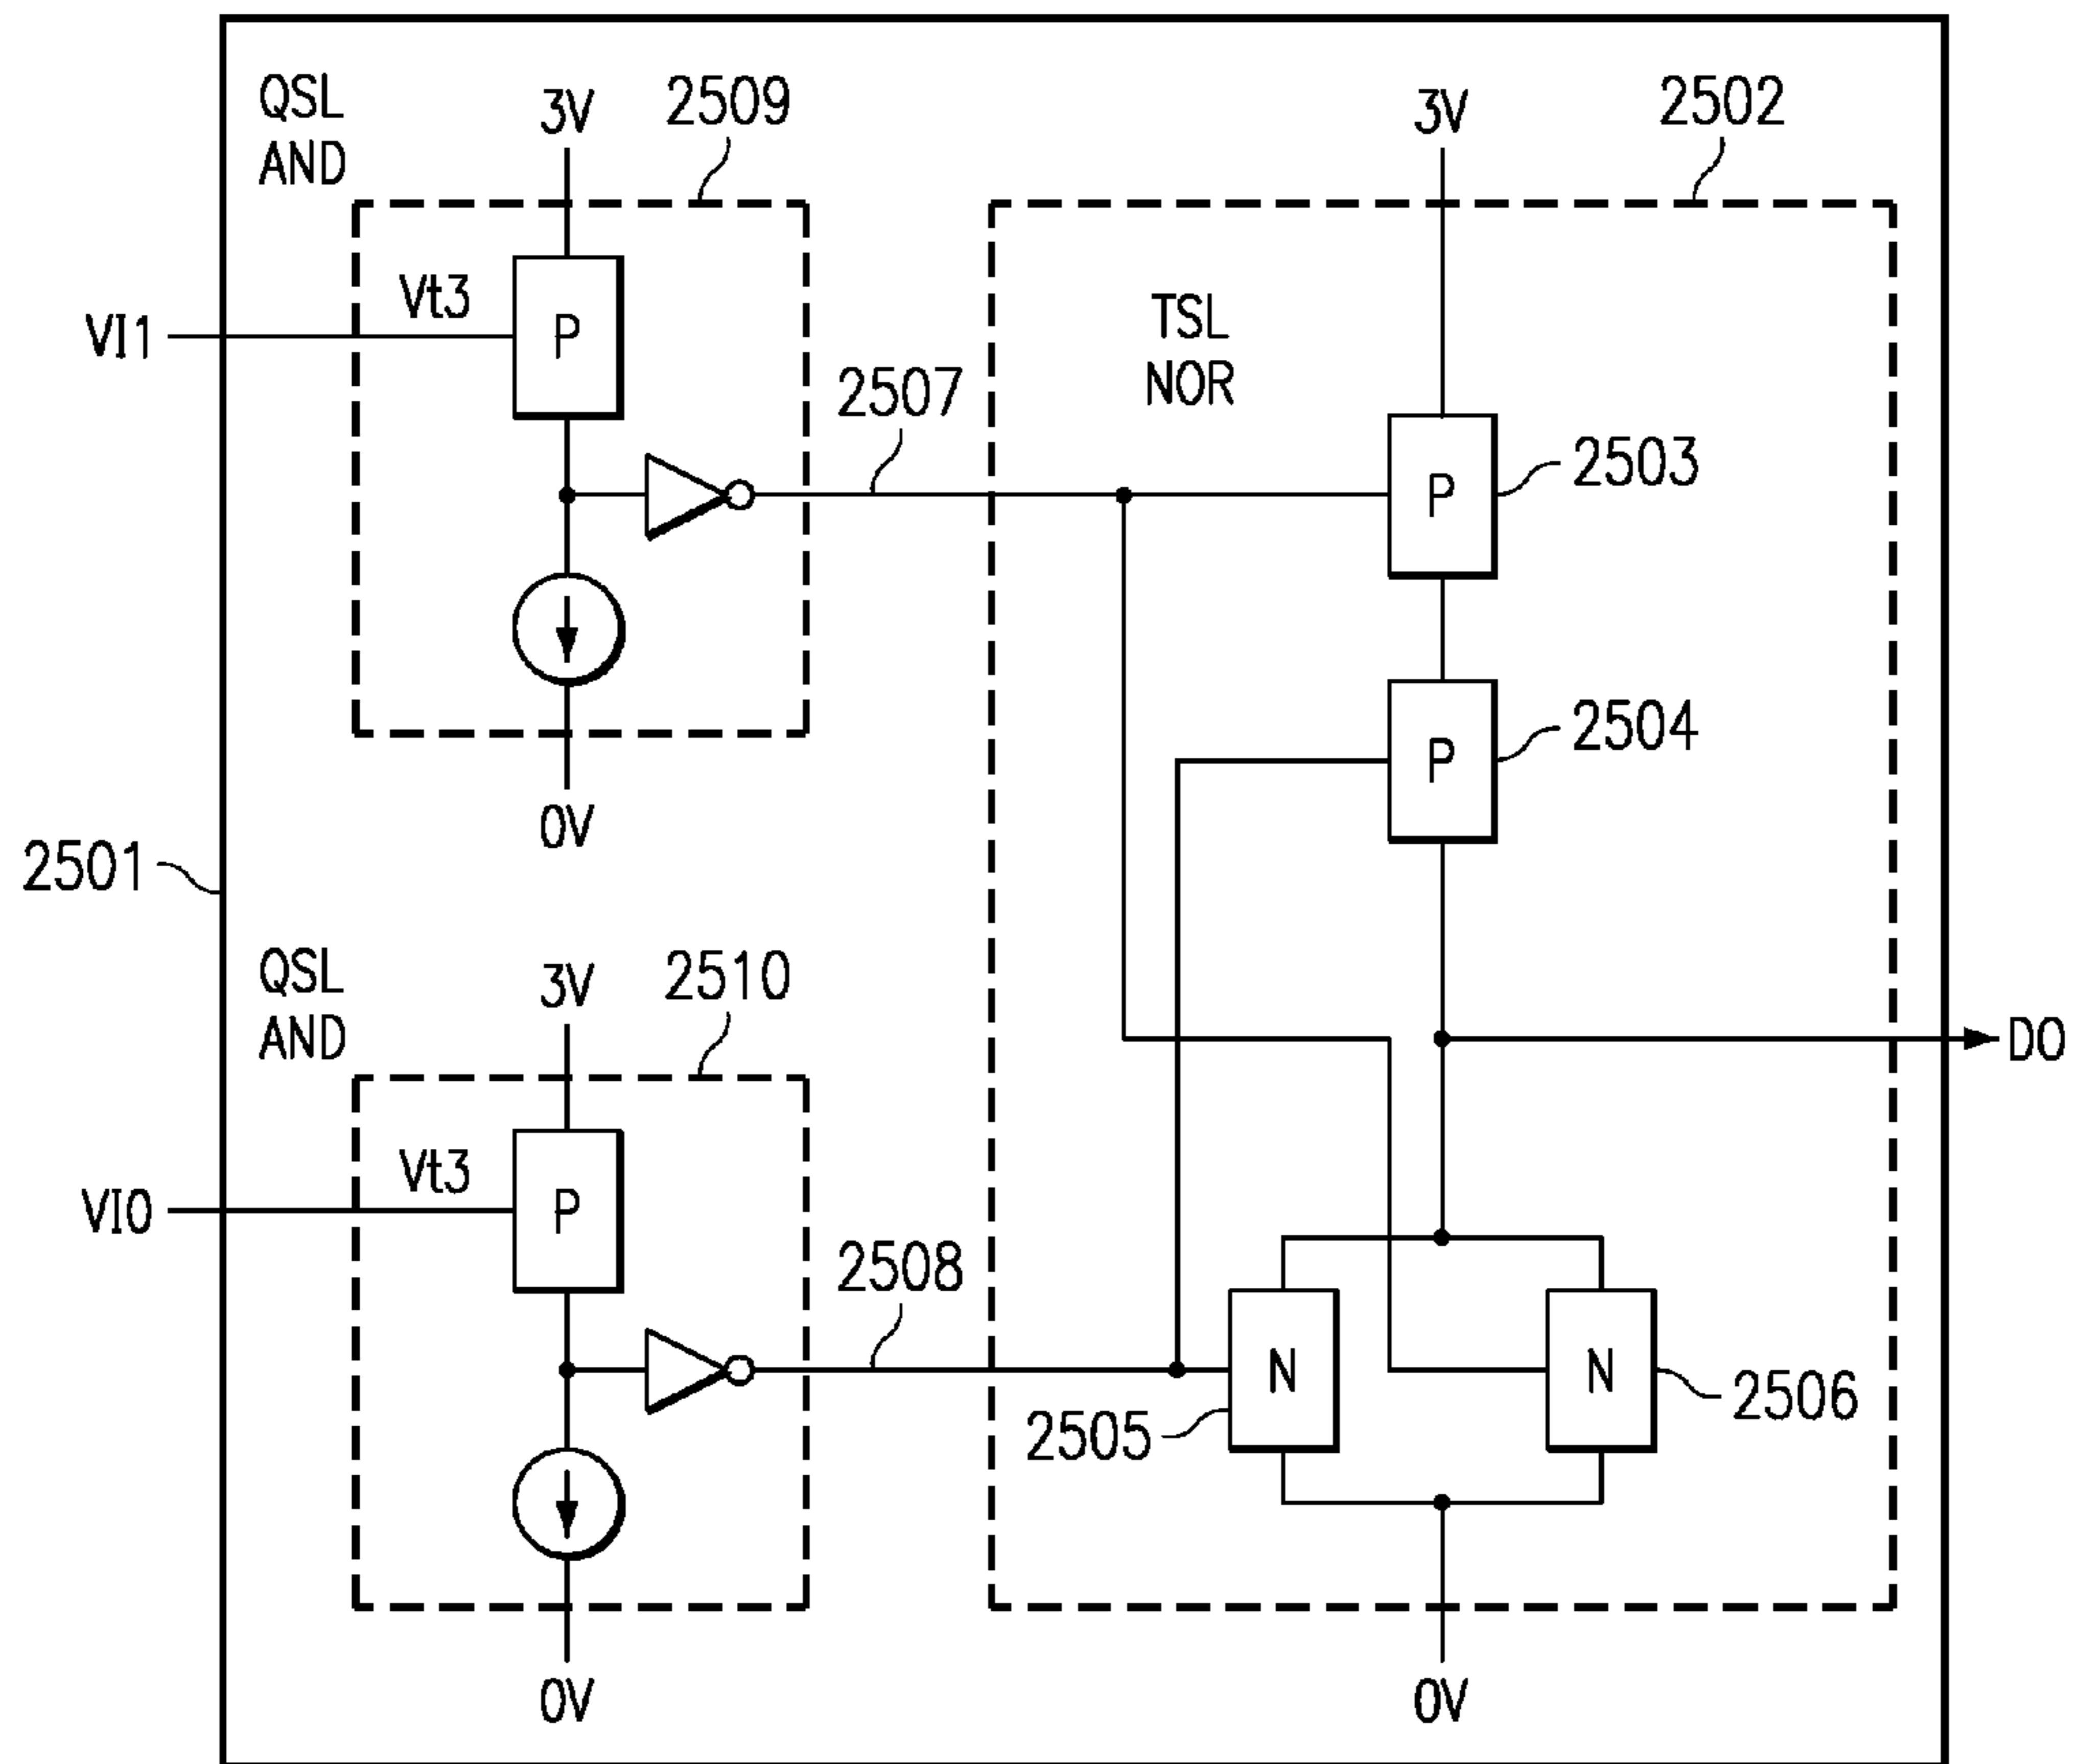 QSL
AND
3V
2509
3V
2502
Vt3
P
VI1
TSL
NOR
2507
P
2503
P
2504
0V
2501
QSL
AND
3V
2510
DO
Vt3
P
VI0
2508
N
N
2505
2506
0V
0V